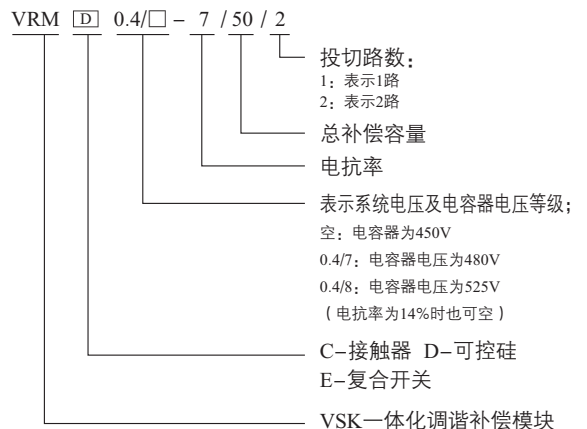 VRM D 0.4/□－7/50/2
投切路数：
1：表示1路
2：表示2路
总补偿容量
电抗率
表示系统电压及电容器电压等级；
空：电容器为450V
0.4/7：电容器电压为480V
0.4/8：电容器电压为525V
（电抗率为14%时也可空）
C–接触器 D–可控硅
E–复合开关
VSK一体化调谐补偿模块